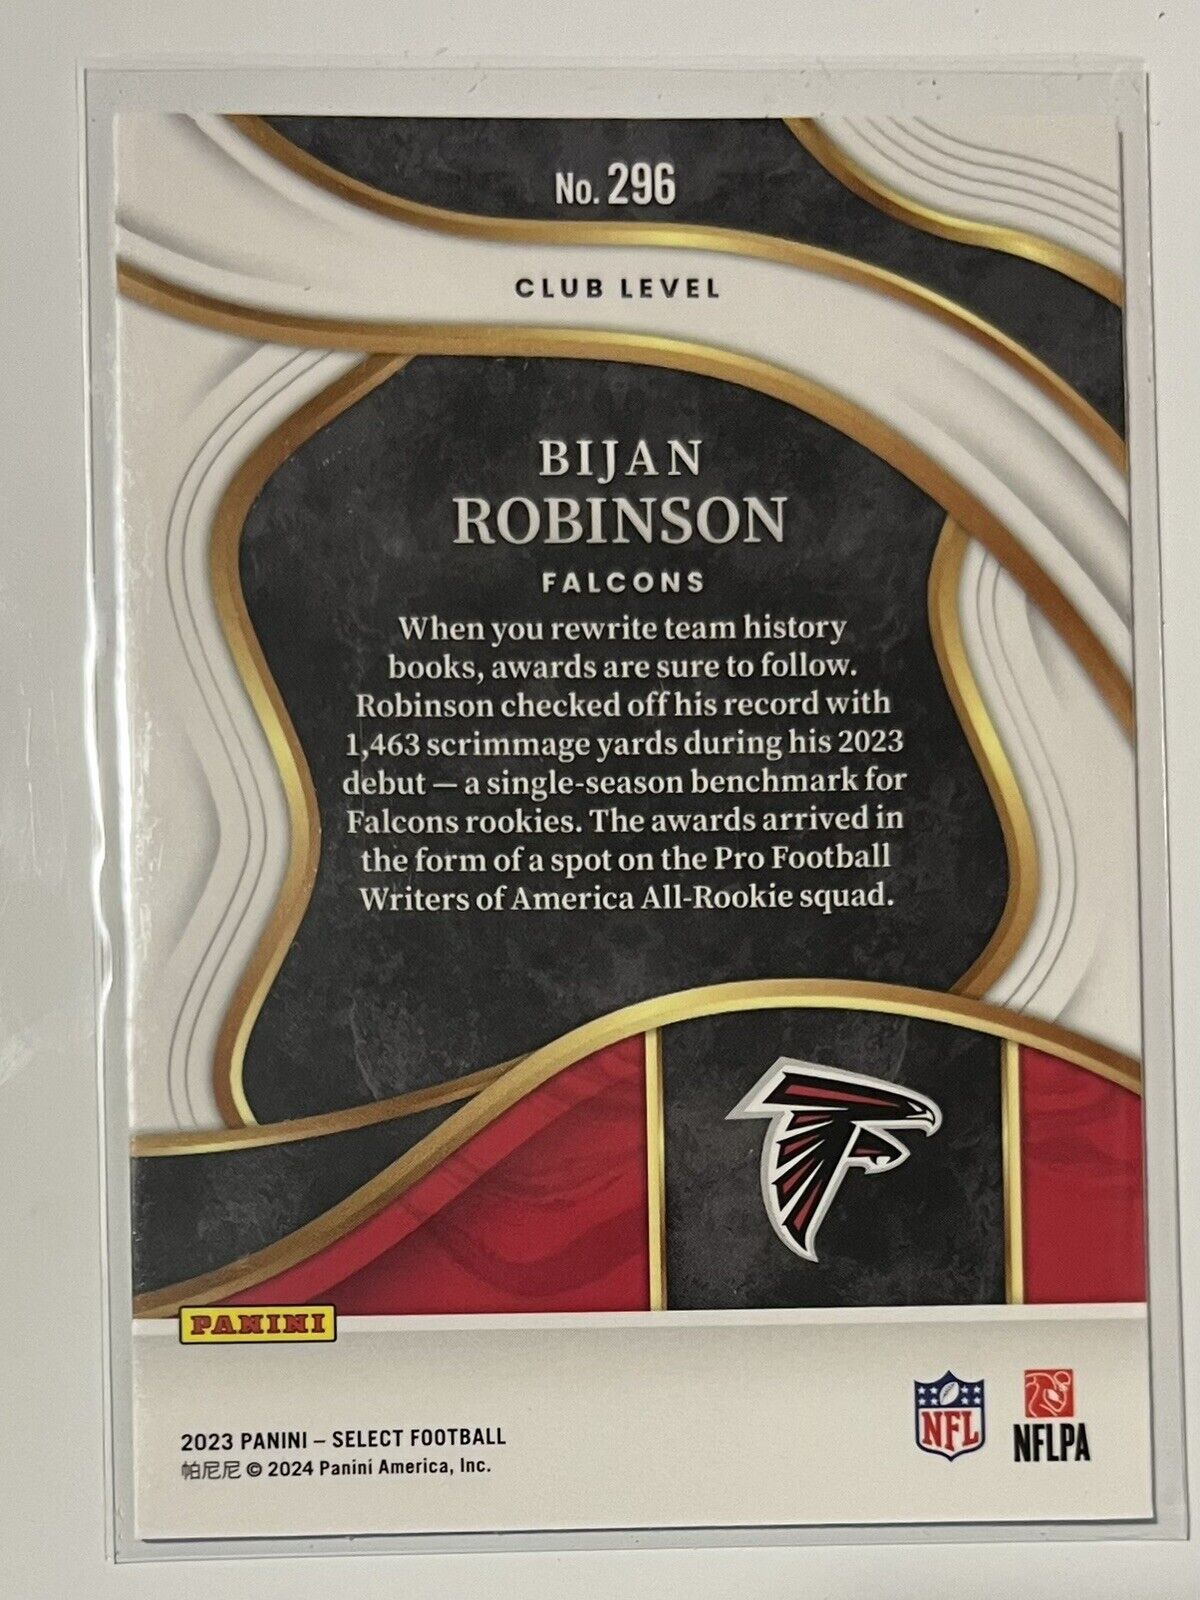 No. 296
CLUB LEVEL
BIJAN
ROBINSON
FALCONS
When you rewrite team history
books, awards are sure to follow.
Robinson checked off his record with
1,463 scrimmage yards during his 2023
debut — a single-season benchmark for
Falcons rookies. The awards arrived in
the form of a spot on the Pro Football
Writers of America All-Rookie squad.
PANINI
2023 PANINI – SELECT FOOTBALL
帕尼尼 © 2024 Panini America, Inc.
NFL
NFLPA